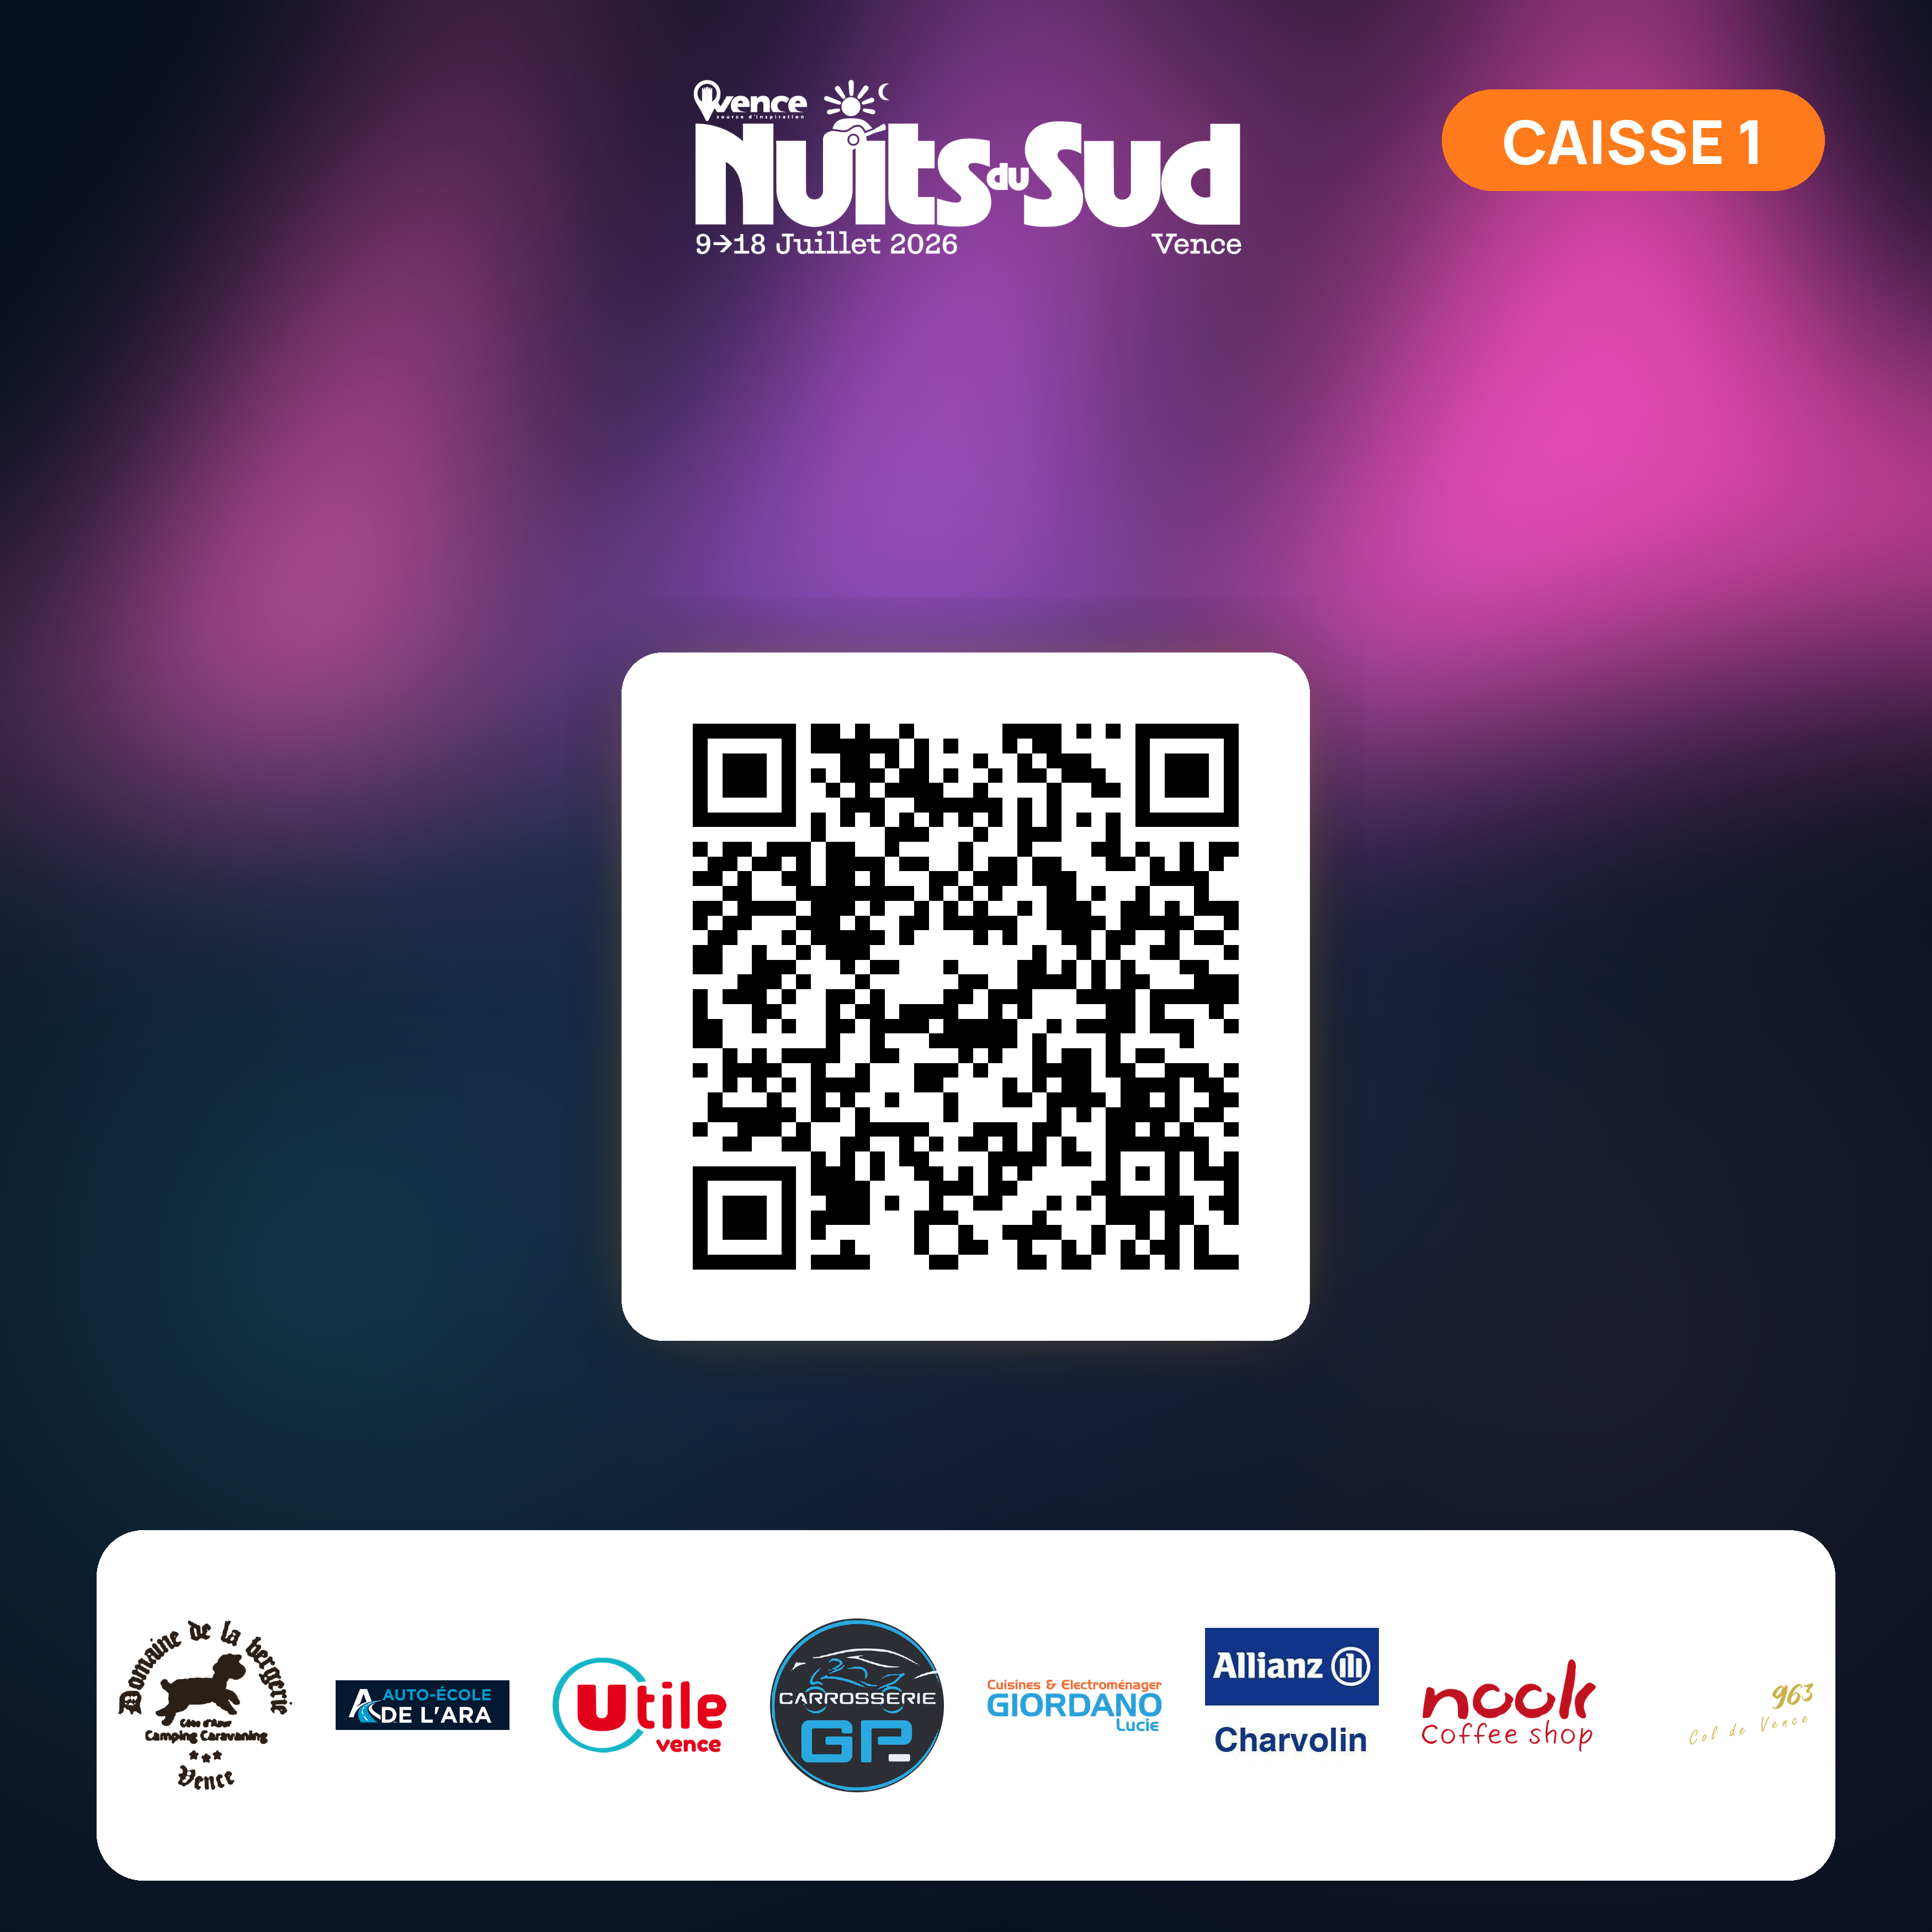 vence
source d'inspiration
Nuits du Sud
9→18 Juillet 2026
Vence
CAISSE 1
Domaine de la bergerie
Côte d'Azur
Camping Caravaning
Vence
AUTO-ÉCOLE
DE L'ARA
Utile
vence
CARROSSERIE
GP
Cuisines & Electroménager
GIORDANO
Lucie
Allianz
Charvolin
nook
Coffee shop
963
Col de Vence